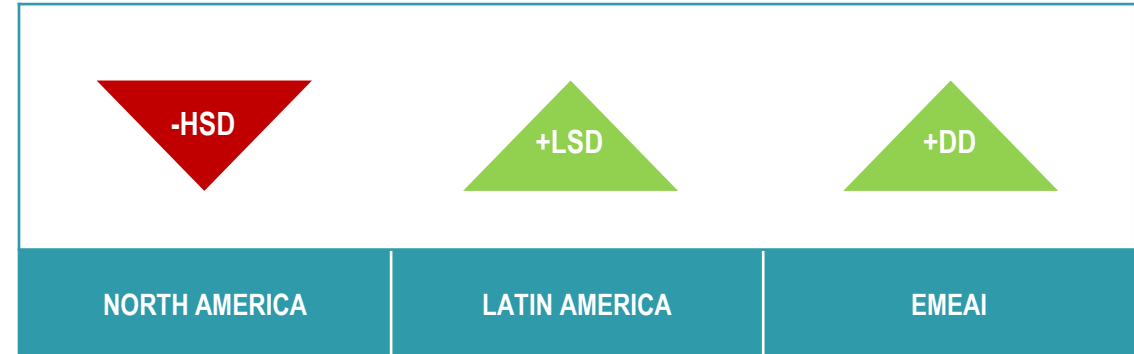 -HSD
+LSD
+DD
NORTH AMERICA
LATIN AMERICA
EMEAI